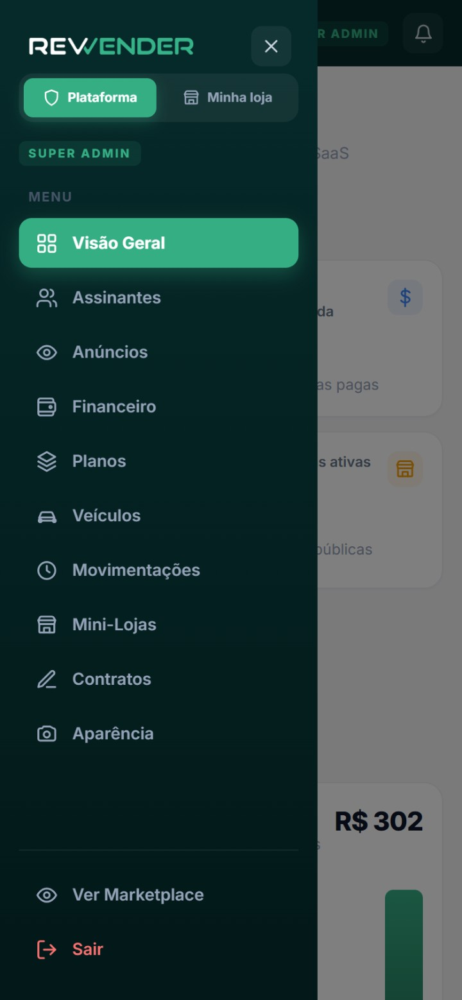 REVVENDER
R ADMIN
Plataforma
Minha loja
SUPER ADMIN
SaaS
MENU
Visão Geral
Assinantes
da
Anúncios
as pagas
Financeiro
Planos
s ativas
Veículos
públicas
Movimentações
Mini-Lojas
Contratos
Aparência
R$ 302
s
Ver Marketplace
Sair